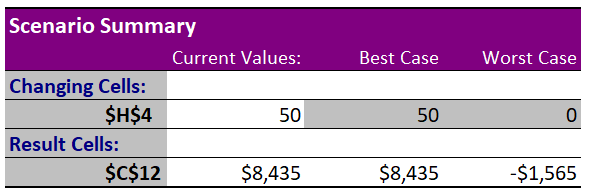 Scenario Summary
Current Values: Best Case Worst Case
Changing Cells:
$H$4 50 50 0
Result Cells:
$C$12 $8,435 $8,435 -$1,565